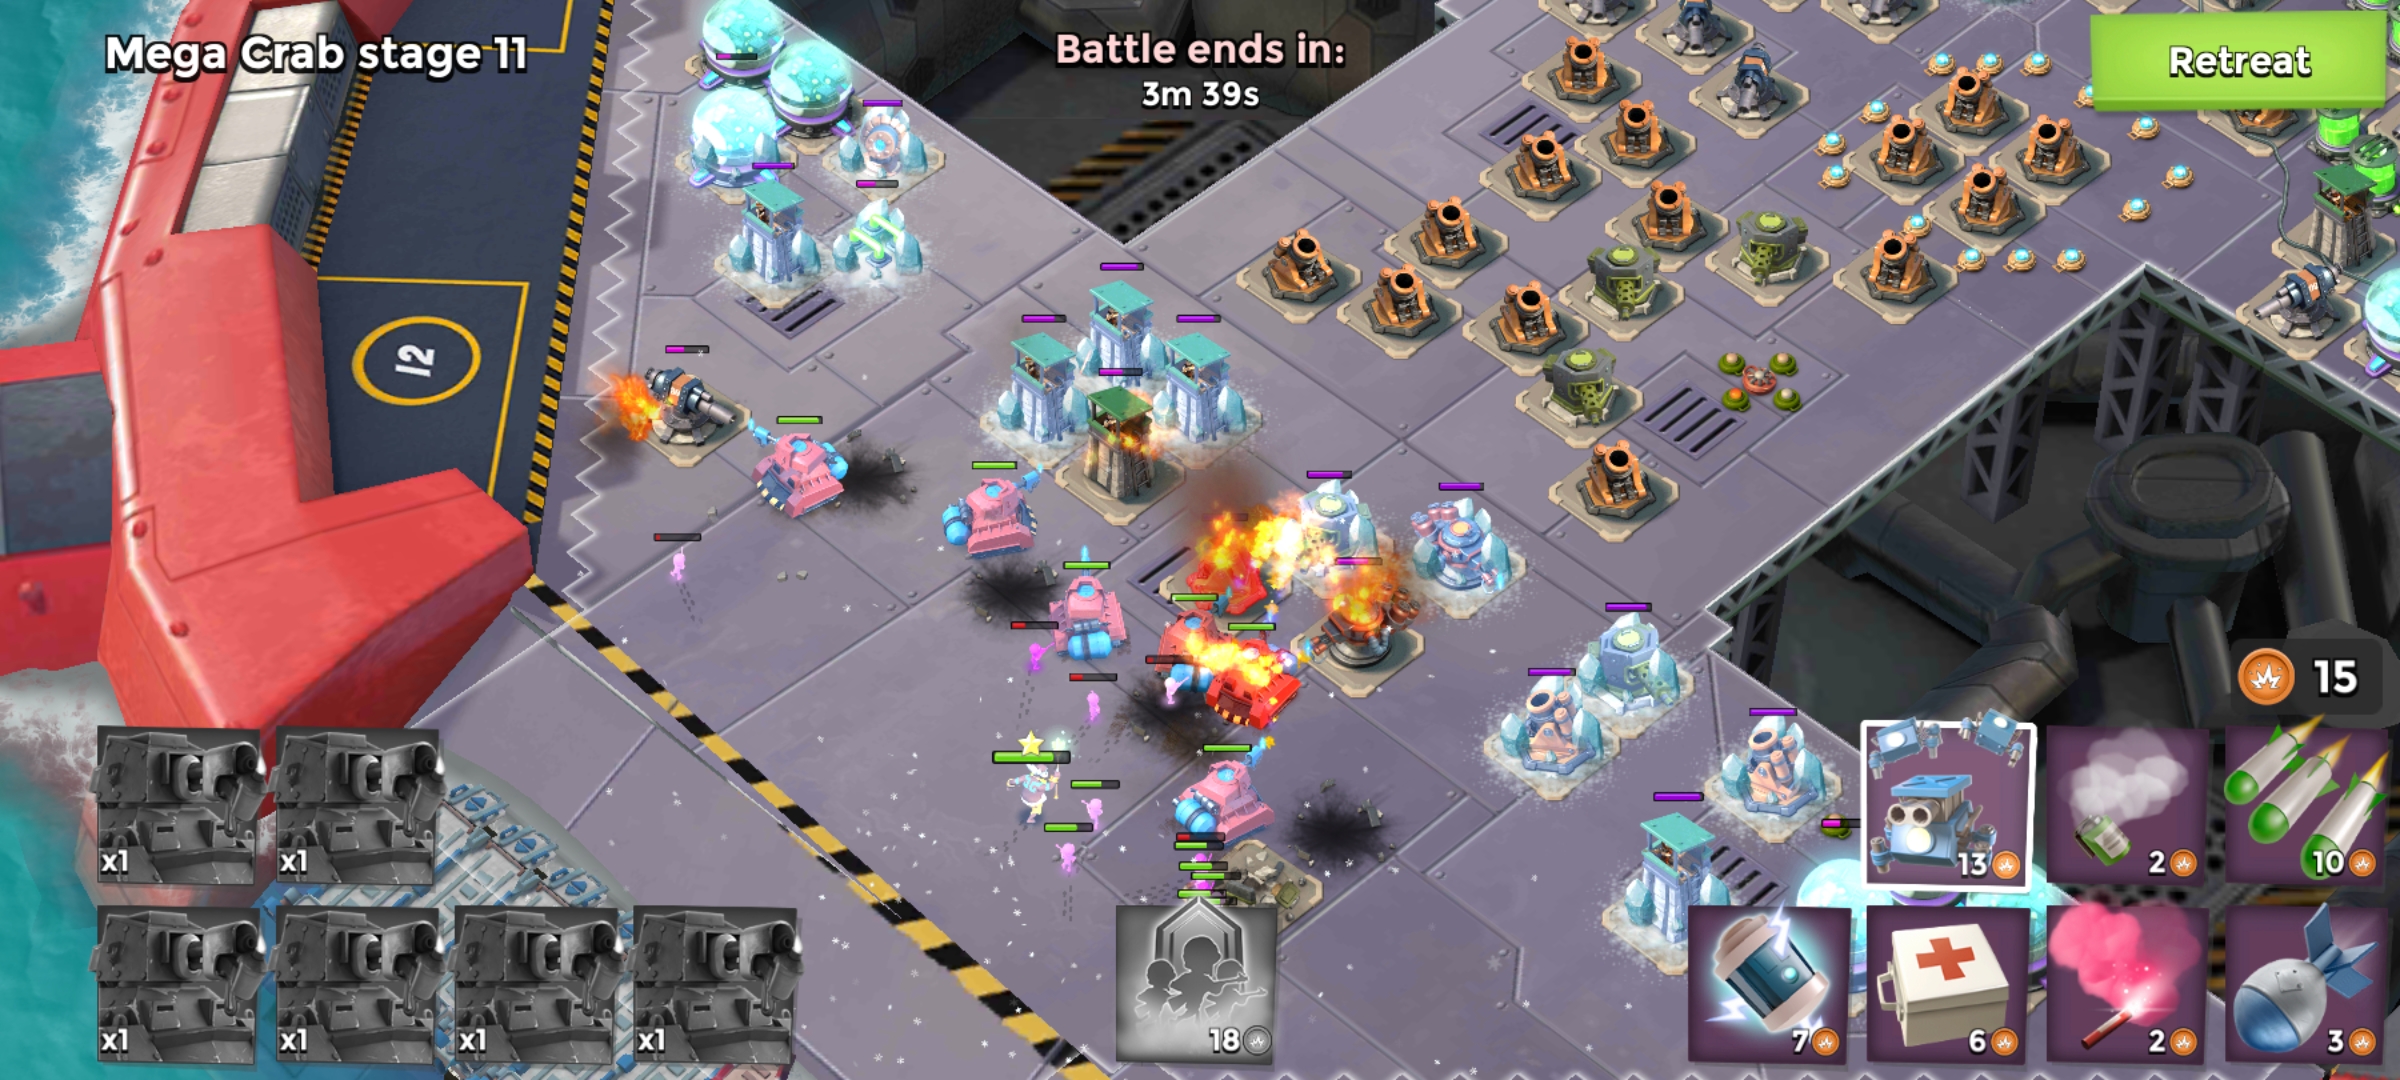 Mega Crab stage 11
Battle ends in:
3m 39s
Retreat
12
15
13
2
10
x1
x1
x1
x1
x1
x1
18
7
6
2
3